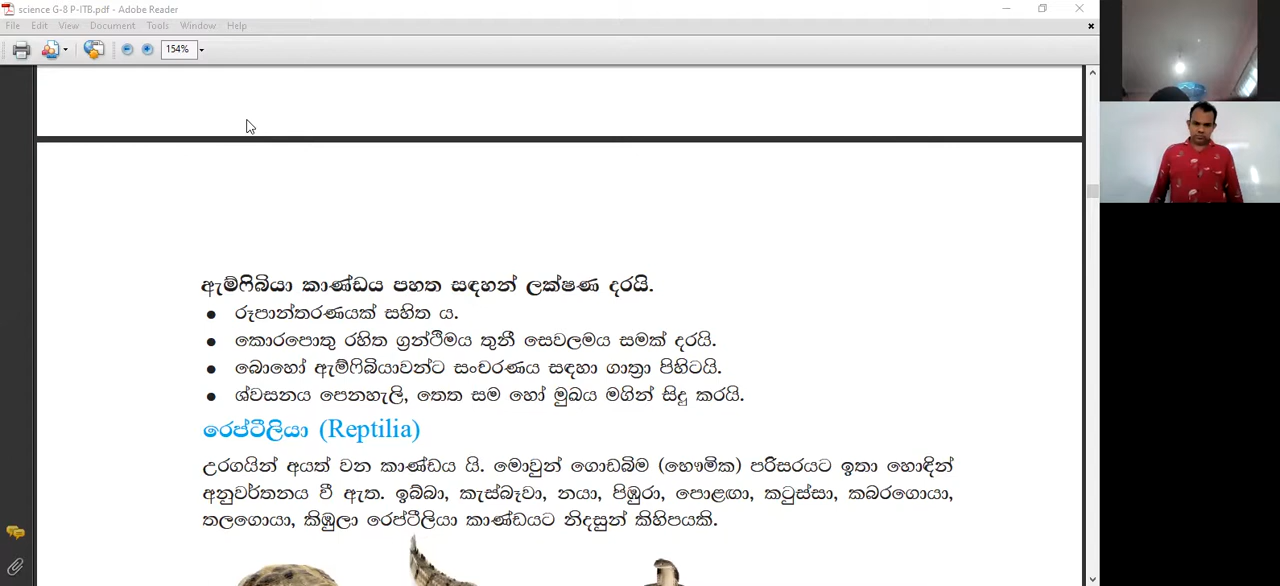 science G-8 P-ITB.pdf - Adobe Reader
File Edit View Document Tools Window Help
154%
ඇම්ෆිබියා කාණ්ඩය පහත සඳහන් ලක්ෂණ දරයි.
රූපාන්තරණයක් සහිත ය.
කොරපොතු රහිත ග්‍රන්ථිමය තුනී සෙවලමය සමක් දරයි.
බොහෝ ඇම්ෆිබියාවන්ට සංචරණය සඳහා ගාත්‍රා පිහිටයි.
ශ්වසනය පෙනහැලි, තෙත සම හෝ මුඛය මගින් සිදු කරයි.
රෙප්ටීලියා (Reptilia)
උරගයින් අයත් වන කාණ්ඩය යි. මොවුන් ගොඩබිම (භෞමික) පරිසරයට ඉතා හොඳින්
අනුවර්තනය වී ඇත. ඉබ්බා, කැස්බෑවා, නයා, පිඹුරා, පොළඟා, කටුස්සා, කබරගොයා,
තලගොයා, කිඹුලා රෙප්ටීලියා කාණ්ඩයට නිදසුන් කිහිපයකි.